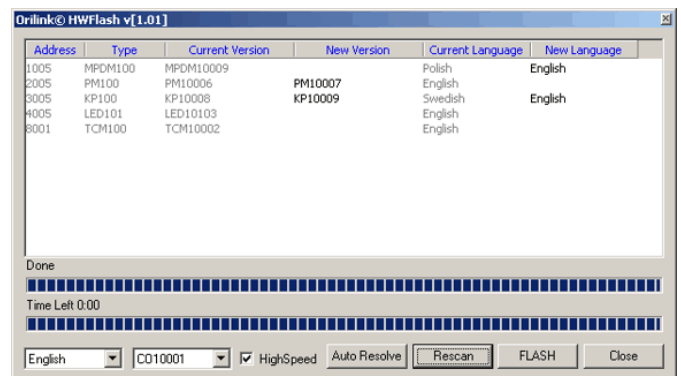 Orilink© HWFlash v[1.01]
Address Type Current Version New Version Current Language New Language
1005 MPDM100 MPDM10009 Polish English
2005 PM100 PM10006 PM10007 English
3005 KP100 KP10008 KP10009 Swedish English
4005 LED101 LED10103 English
8001 TCM100 TCM10002 English
Done
Time Left 0:00
English CO10001 HighSpeed Auto Resolve Rescan FLASH Close